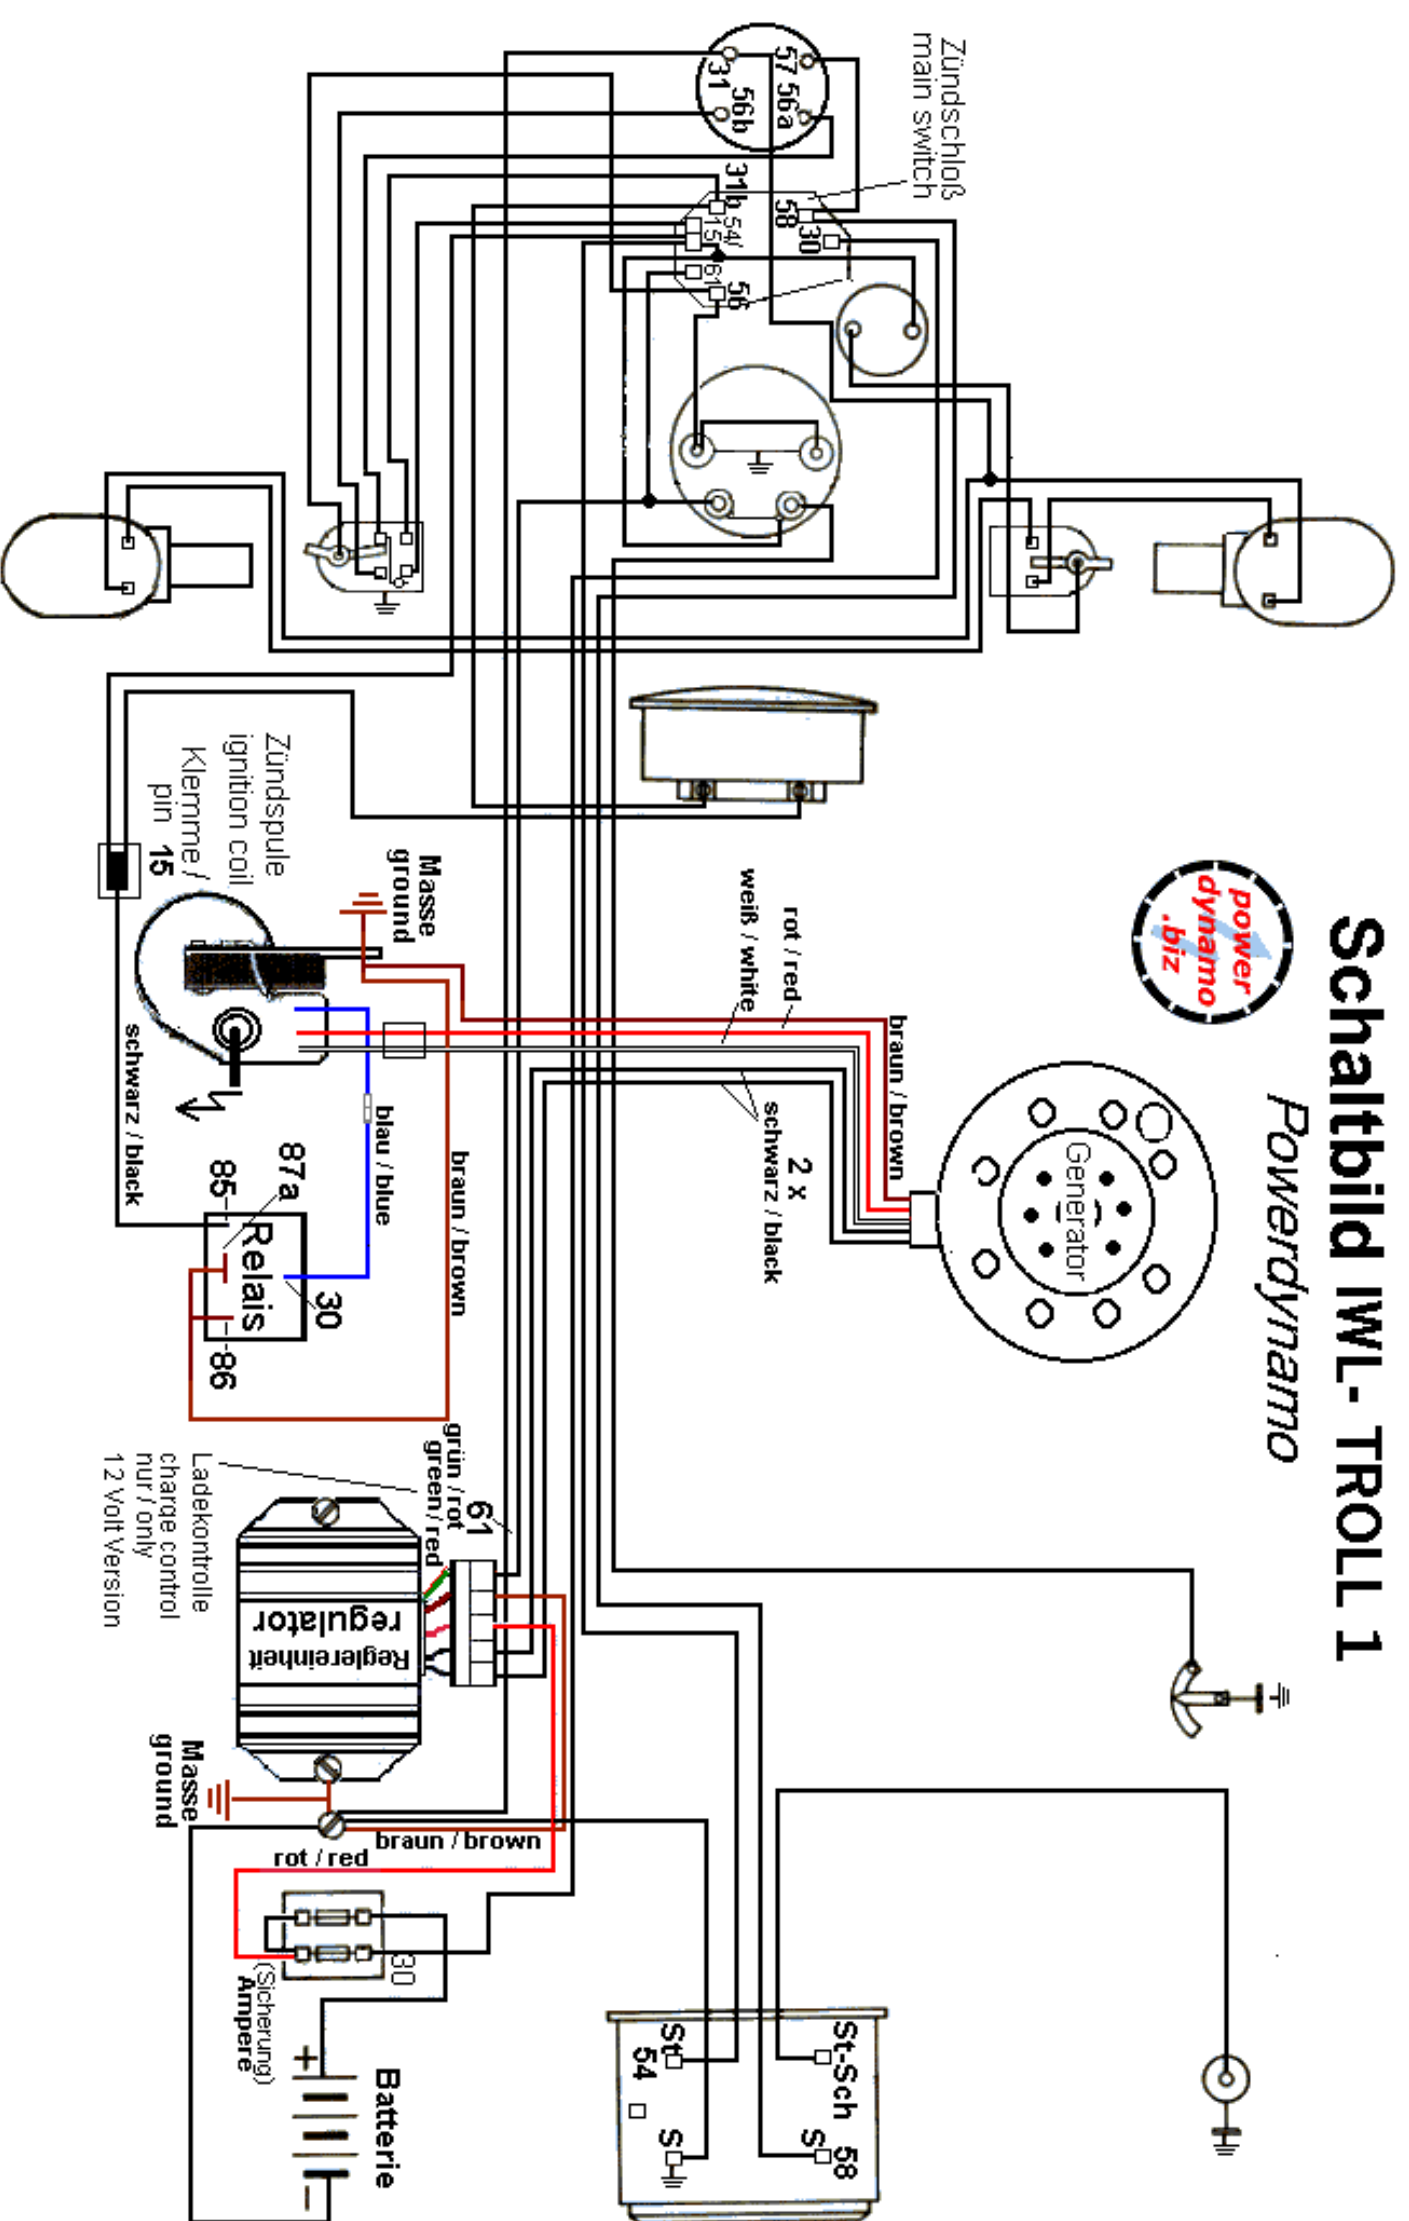 Schaltbild IWL- TROLL 1
Powerdynamo
power
dynamo
.biz
Zündschloß
main switch
57
56a
31
56b
31b
58
30
54/
15
61
56
Zündspule
ignition coil
Klemme /
pin 15
Masse
ground
rot / red
weiß / white
braun / brown
2 x
schwarz / black
Generator
schwarz / black
blau / blue
braun / brown
87a
85
Relais
30
86
grün / rot
green / red
61
Ladekontrolle
charge control
nur / only
12 Volt Version
regulator
Reglereinheit
Masse
ground
braun / brown
rot / red
30
(Sicherung)
Ampere
+
Batterie
–
St-Sch
58
S
St
54
S